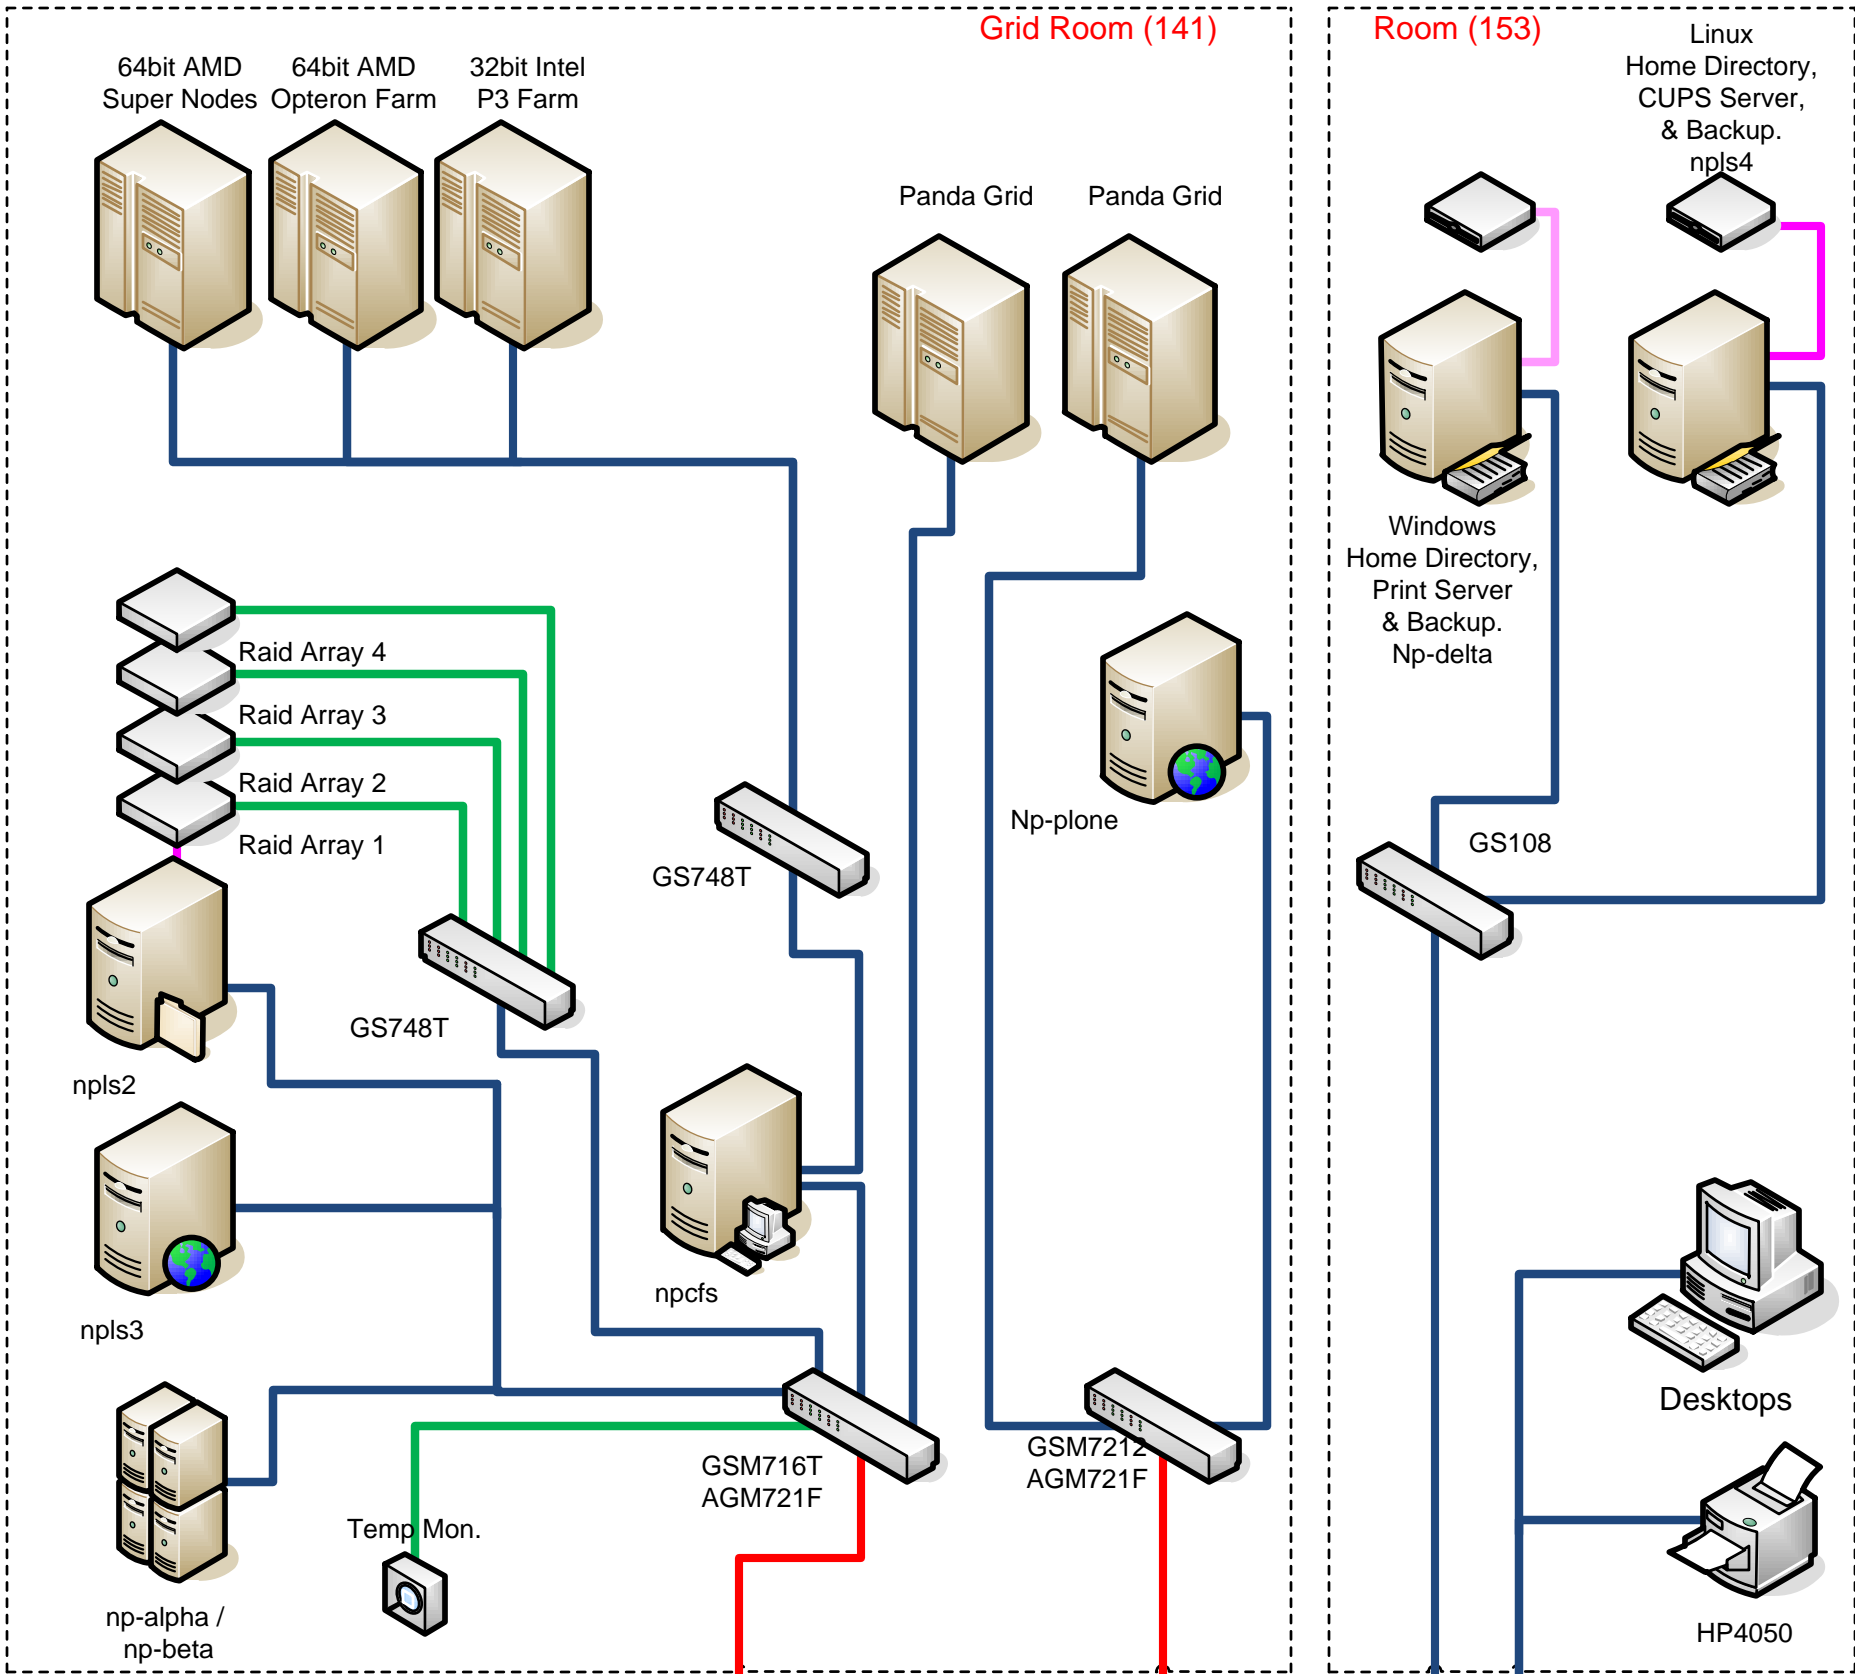 Grid Room (141)
Room (153)
64bit AMD
Super Nodes
64bit AMD
Opteron Farm
32bit Intel
P3 Farm
Panda Grid
Panda Grid
Linux
Home Directory,
CUPS Server,
& Backup.
npls4
Windows
Home Directory,
Print Server
& Backup.
Np-delta
Raid Array 4
Raid Array 3
Raid Array 2
Raid Array 1
Np-plone
GS748T
GS108
GS748T
npls2
npcfs
npls3
Desktops
GSM716T
AGM721F
GSM7212
AGM721F
Temp Mon.
np-alpha /
np-beta
HP4050